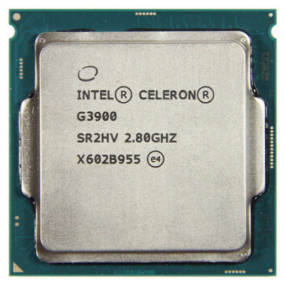 INTEL® CELERON®
G3900
SR2HV 2.80GHZ
X602B955 e4